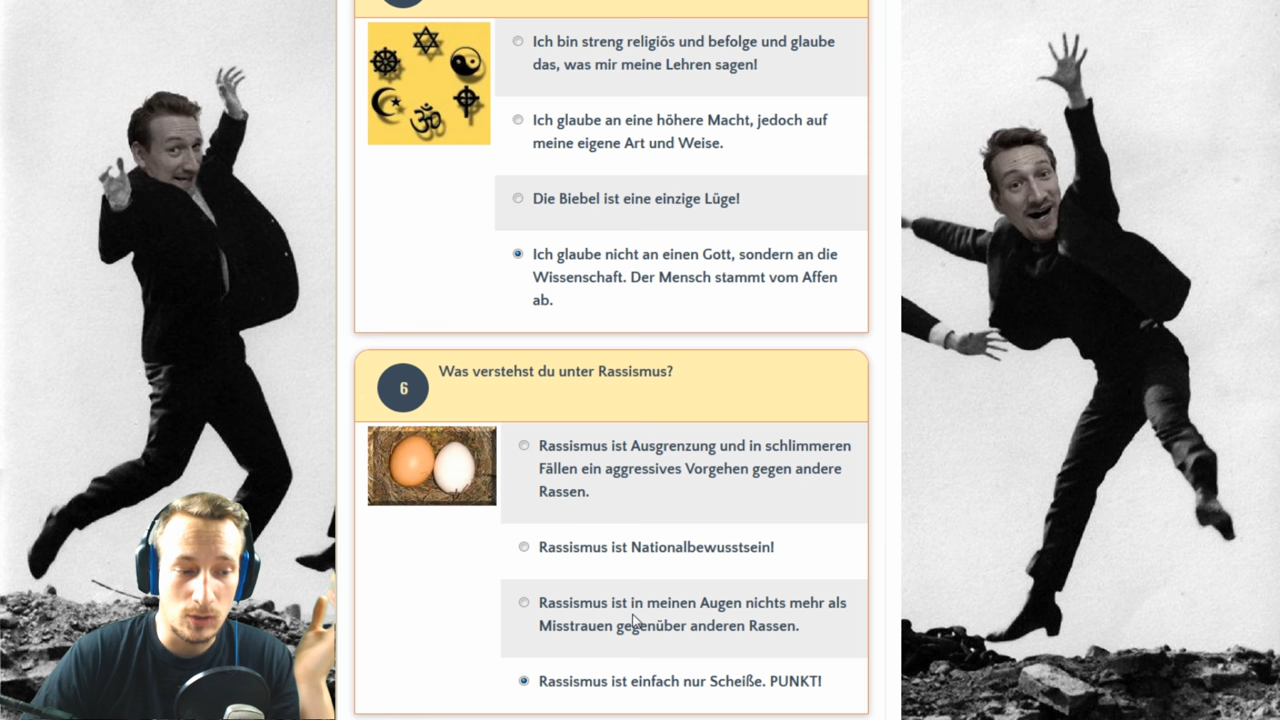 Ich bin streng religiös und befolge und glaube
das, was mir meine Lehren sagen!
Ich glaube an eine höhere Macht, jedoch auf
meine eigene Art und Weise.
Die Biebel ist eine einzige Lüge!
Ich glaube nicht an einen Gott, sondern an die
Wissenschaft. Der Mensch stammt vom Affen
ab.
6
Was verstehst du unter Rassismus?
Rassismus ist Ausgrenzung und in schlimmeren
Fällen ein aggressives Vorgehen gegen andere
Rassen.
Rassismus ist Nationalbewusstsein!
Rassismus ist in meinen Augen nichts mehr als
Misstrauen gegenüber anderen Rassen.
Rassismus ist einfach nur Scheiße. PUNKT!